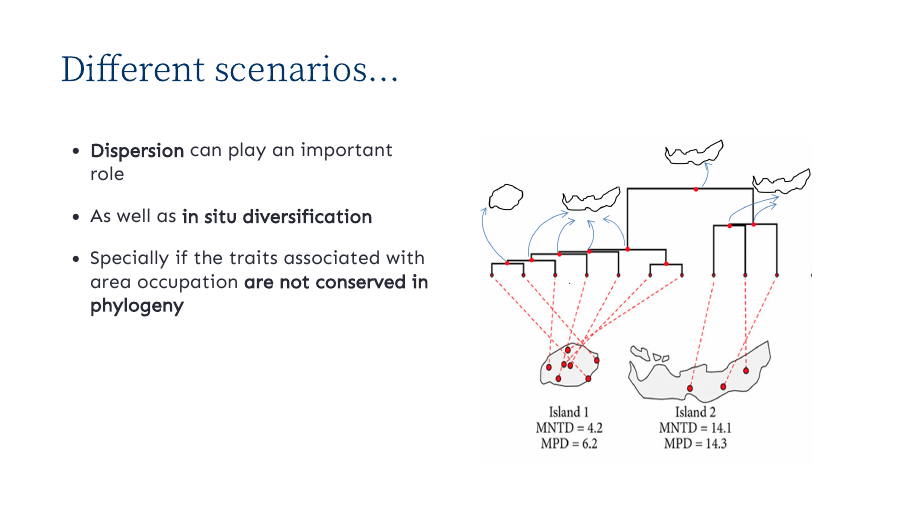 Different scenarios...
• Dispersion can play an important
role
• As well as in situ diversification
• Specially if the traits associated with
area occupation are not conserved in
phylogeny
Island 1
MNTD = 4.2
MPD = 6.2
Island 2
MNTD = 14.1
MPD = 14.3